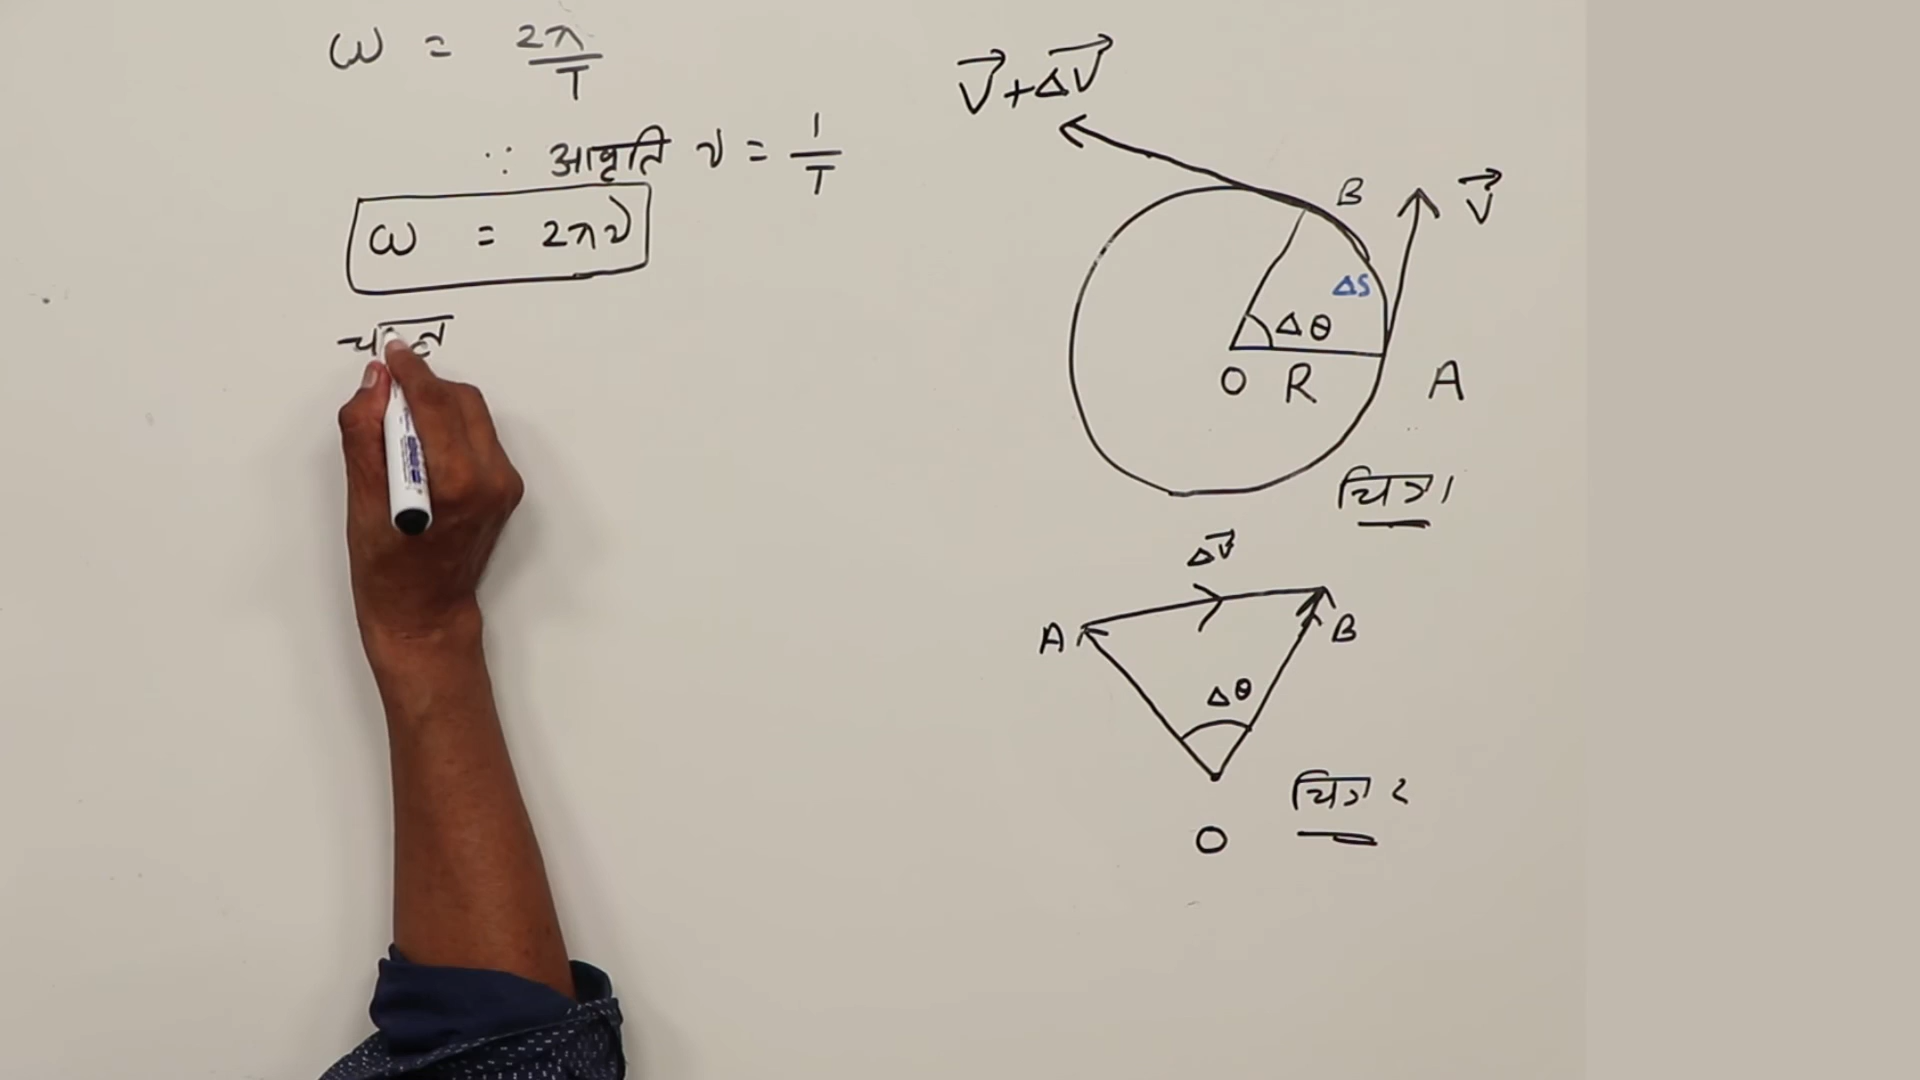 ω = 2π/T
∵ आवृति ν = 1/T
ω = 2πν
V⃗+ΔV⃗
B
V⃗
ΔS
Δθ
O R
A
चित्र 1
ΔV⃗
A
B
Δθ
चित्र 2
O